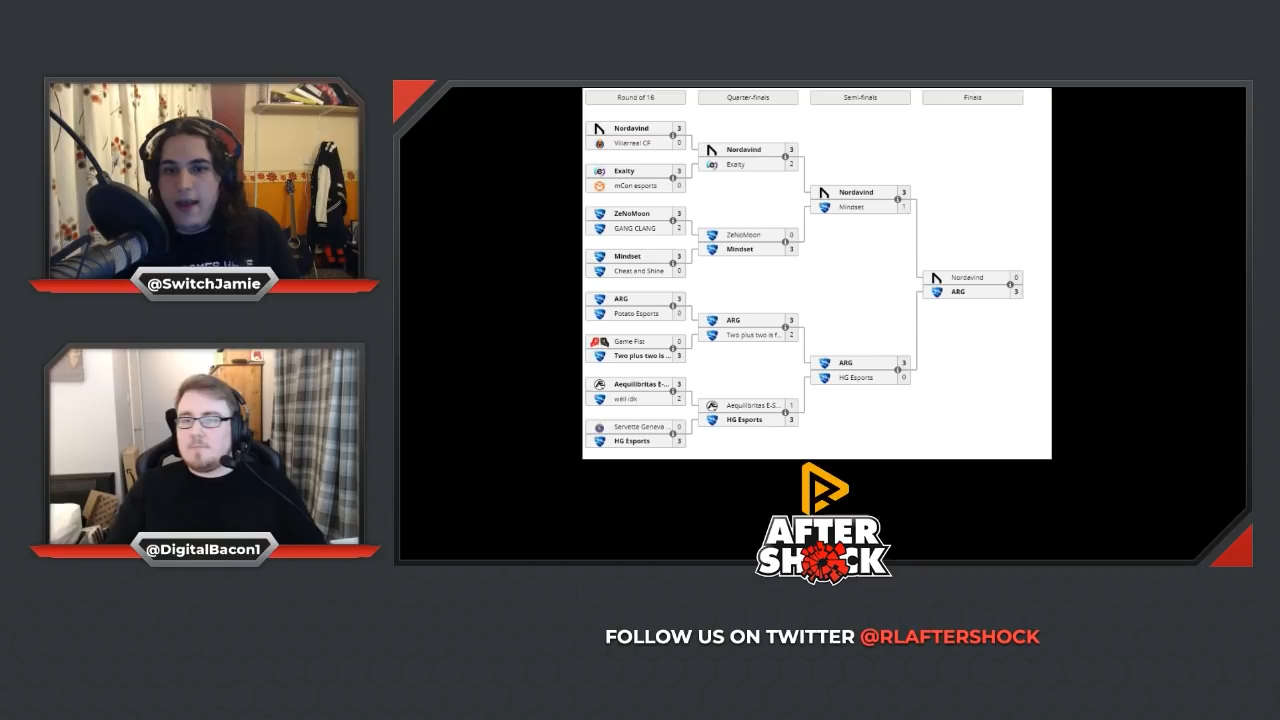 @SwitchJamie
@DigitalBacon1
Round of 16
Quarter-finals
Semi-finals
Finals
Nordavind 3
Villarreal CF 0
Exalty 3
mCon esports 0
ZeNoMoon 3
GANG CLANG 2
Mindset 3
Cheat and Shine 0
ARG 3
Potato Esports 0
Game Fist 0
Two plus two is ... 3
Aequilibritas E-... 3
well idk 2
Servette Geneva ... 0
HG Esports 3
Nordavind 3
Exalty 2
ZeNoMoon 0
Mindset 3
ARG 3
Two plus two is f... 2
Aequilibritas E-S... 1
HG Esports 3
Nordavind 3
Mindset 1
ARG 3
HG Esports 0
Nordavind 0
ARG 3
AFTER
SHOCK
FOLLOW US ON TWITTER @RLAFTERSHOCK